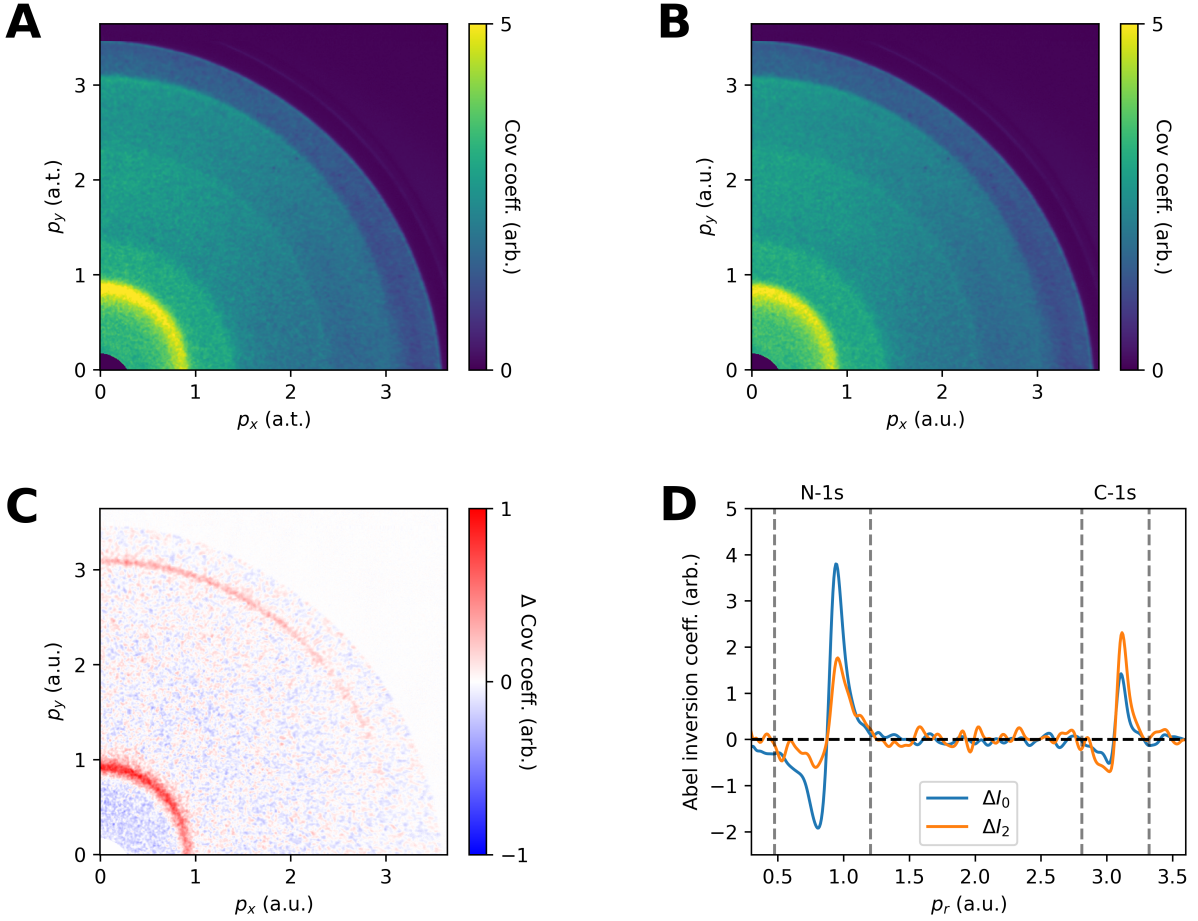 A
B
5
5
3
3
2
2
1
1
0
0
0
0
0 1 2 3
0 1 2 3
p_y (a.t.)
p_y (a.u.)
Cov coeff. (arb.)
Cov coeff. (arb.)
p_x (a.t.)
p_x (a.u.)
C
1
3
2
0
1
0
−1
0 1 2 3
p_y (a.u.)
Δ Cov coeff. (arb.)
p_x (a.u.)
D
N-1s C-1s
5
4
3
2
1
0
−1
−2
0.5 1.0 1.5 2.0 2.5 3.0 3.5
Abel inversion coeff. (arb.)
ΔI₀
ΔI₂
p_r (a.u.)